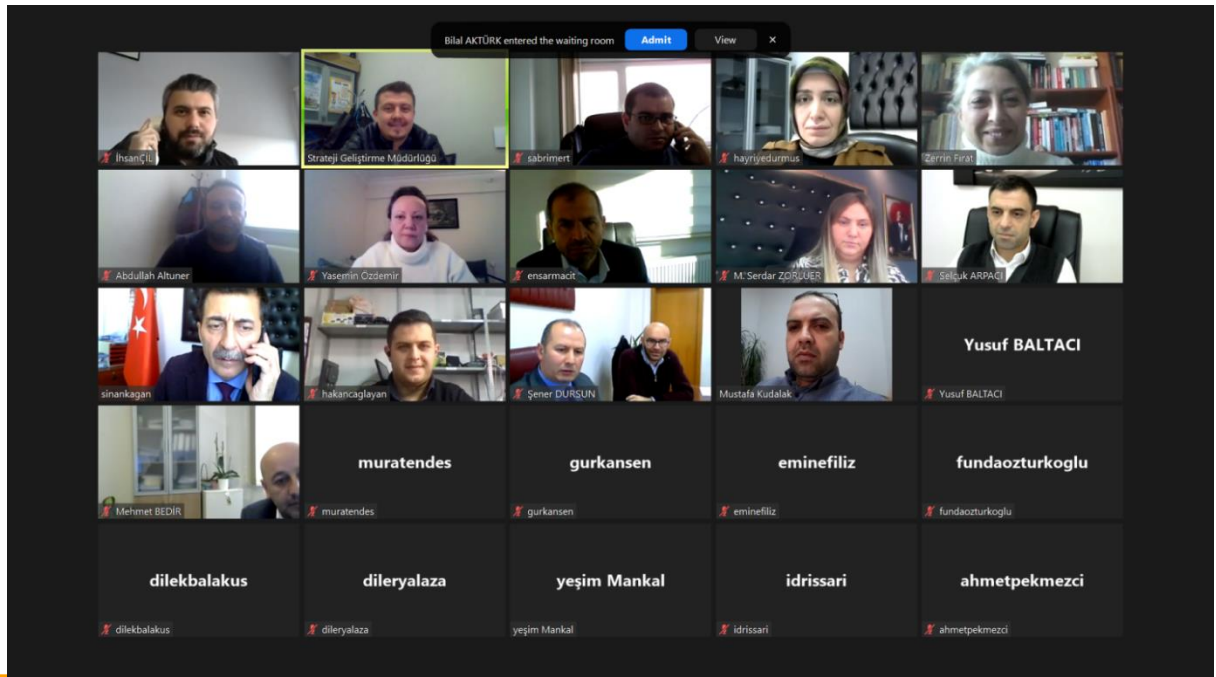 Bilal AKTÜRK entered the waiting room Admit View ×
İhsanÇİL
Strateji Geliştirme Müdürlüğü
sabrimert
hayriyedurmus
Zerrin Fırat
Abdullah Altuner
Yasemin Özdemir
ensarmacit
M. Serdar ZORLUER
Selçuk ARPACI
sinankagan
hakancaglayan
Şener DURSUN
Mustafa Kudalak
Yusuf BALTACI
Yusuf BALTACI
Mehmet BEDİR
muratendes
muratendes
gurkansen
gurkansen
eminefiliz
eminefiliz
fundaozturkoglu
fundaozturkoglu
dilekbalakus
dilekbalakus
dileryalaza
dileryalaza
yeşim Mankal
yeşim Mankal
idrissari
idrissari
ahmetpekmezci
ahmetpekmezci